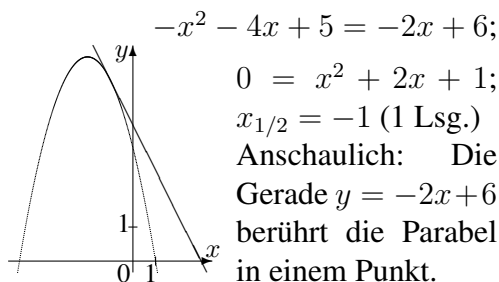 −x² − 4x + 5 = −2x + 6;
0 = x² + 2x + 1;
x₁/₂ = −1 (1 Lsg.)
Anschaulich: Die
Gerade y = −2x+6
berührt die Parabel
in einem Punkt.
y
1
x
0 1